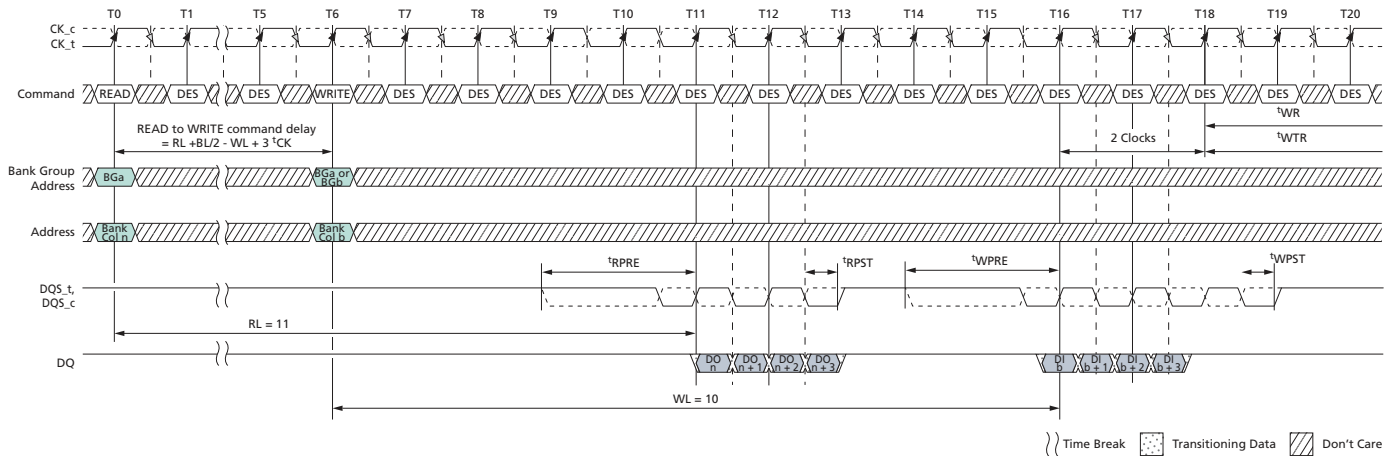 T0 T1 T5 T6 T7 T8 T9 T10 T11 T12 T13 T14 T15 T16 T17 T18 T19 T20
CK_c
CK_t
Command READ DES DES WRITE DES DES DES DES DES DES DES DES DES DES DES DES DES DES
tWR
READ to WRITE command delay
= RL +BL/2 - WL + 3 tCK
2 Clocks
tWTR
Bank Group
Address
BGa
BGa or
BGb
Address
Bank
Col n
Bank
Col b
tRPRE tRPST tWPRE tWPST
DQS_t,
DQS_c
RL = 11
DQ
DO
n
DO
n + 1
DO
n + 2
DO
n + 3
DI
b
DI
b + 1
DI
b + 2
DI
b + 3
WL = 10
Time Break Transitioning Data Don't Care